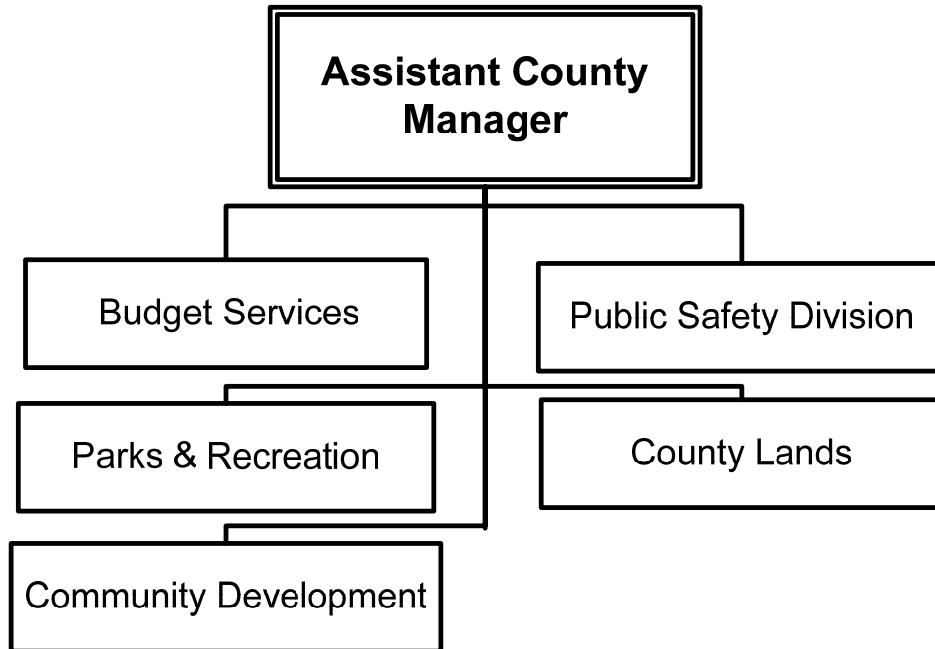 Assistant County
Manager
Budget Services
Public Safety Division
Parks & Recreation
County Lands
Community Development